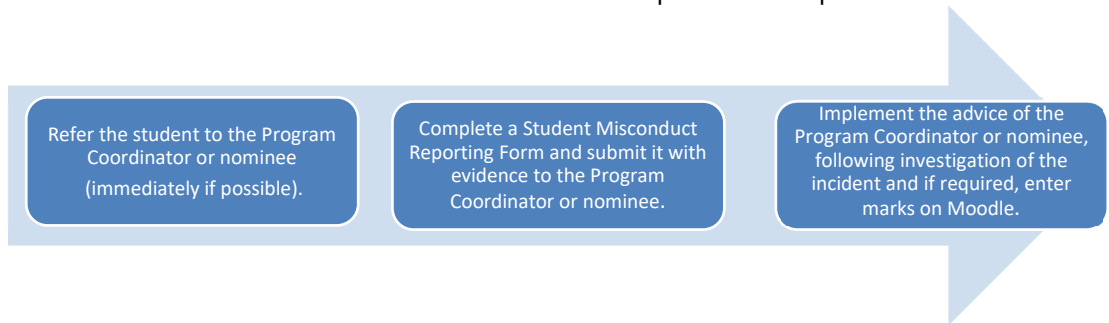 Refer the student to the Program
Coordinator or nominee
(immediately if possible).
Complete a Student Misconduct
Reporting Form and submit it with
evidence to the Program
Coordinator or nominee.
Implement the advice of the
Program Coordinator or nominee,
following investigation of the
incident and if required, enter
marks on Moodle.